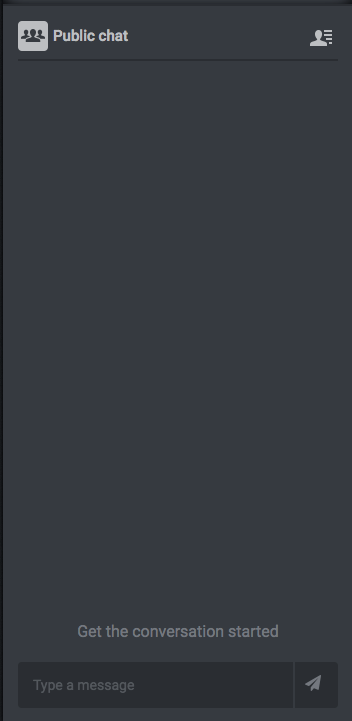 Public chat
Get the conversation started
Type a message